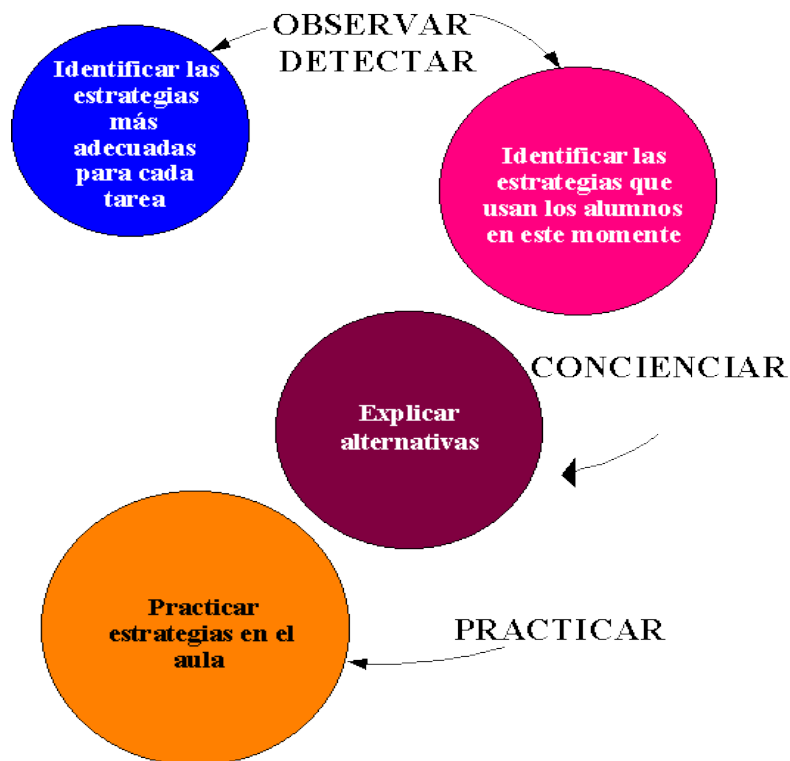 OBSERVAR
DETECTAR
Identificar las
estrategias
más
adecuadas
para cada
tarea
Identificar las
estrategias que
usan los alumnos
en este momente
CONCIENCIAR
Explicar
alternativas
Practicar
estrategias en el
aula
PRACTICAR